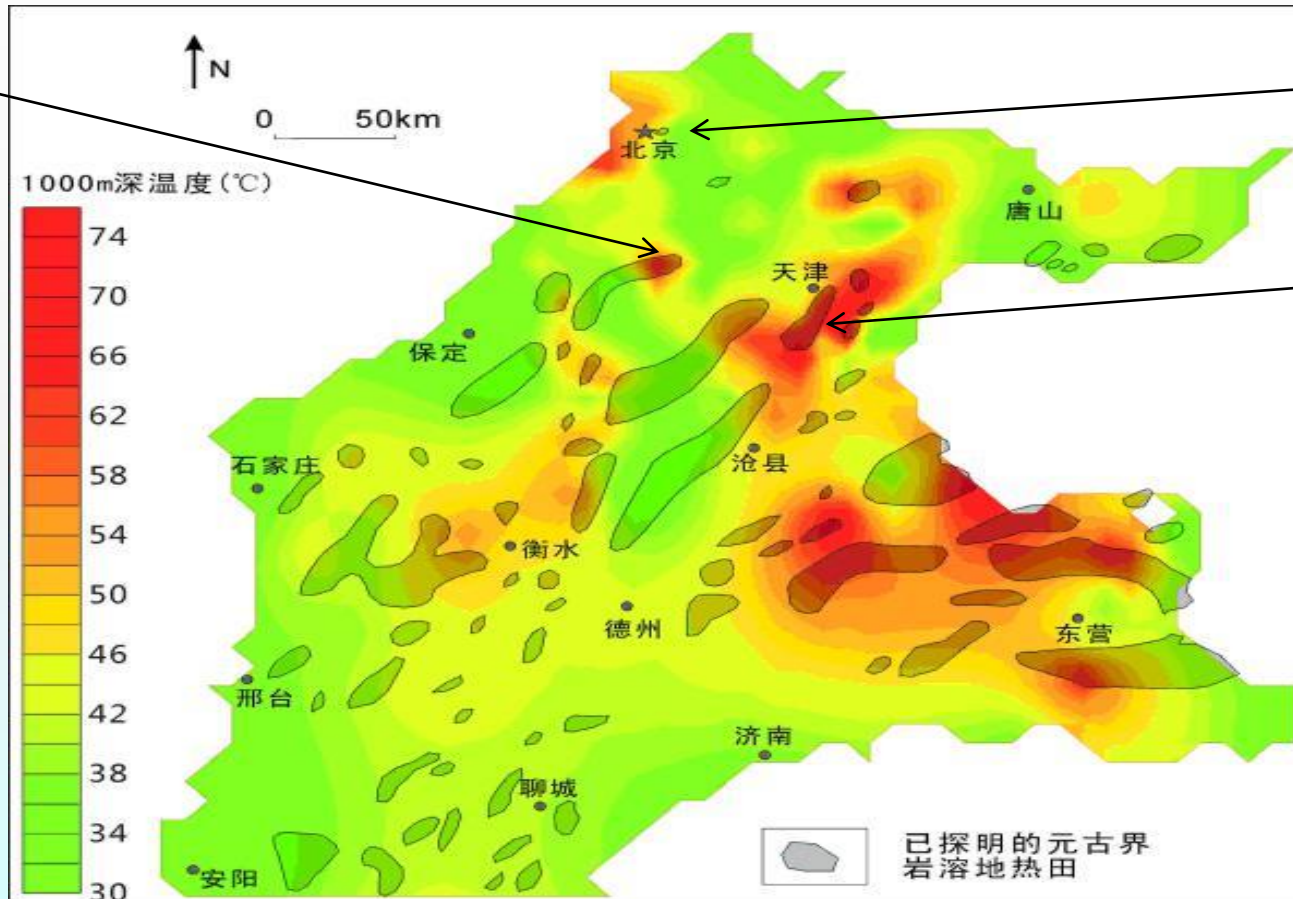 N
0 50km
1000m深温度(℃)
74
70
66
62
58
54
50
46
42
38
34
30
北京
唐山
天津
保定
沧县
石家庄
衡水
德州
东营
邢台
济南
聊城
安阳
已探明的元古界
岩溶地热田